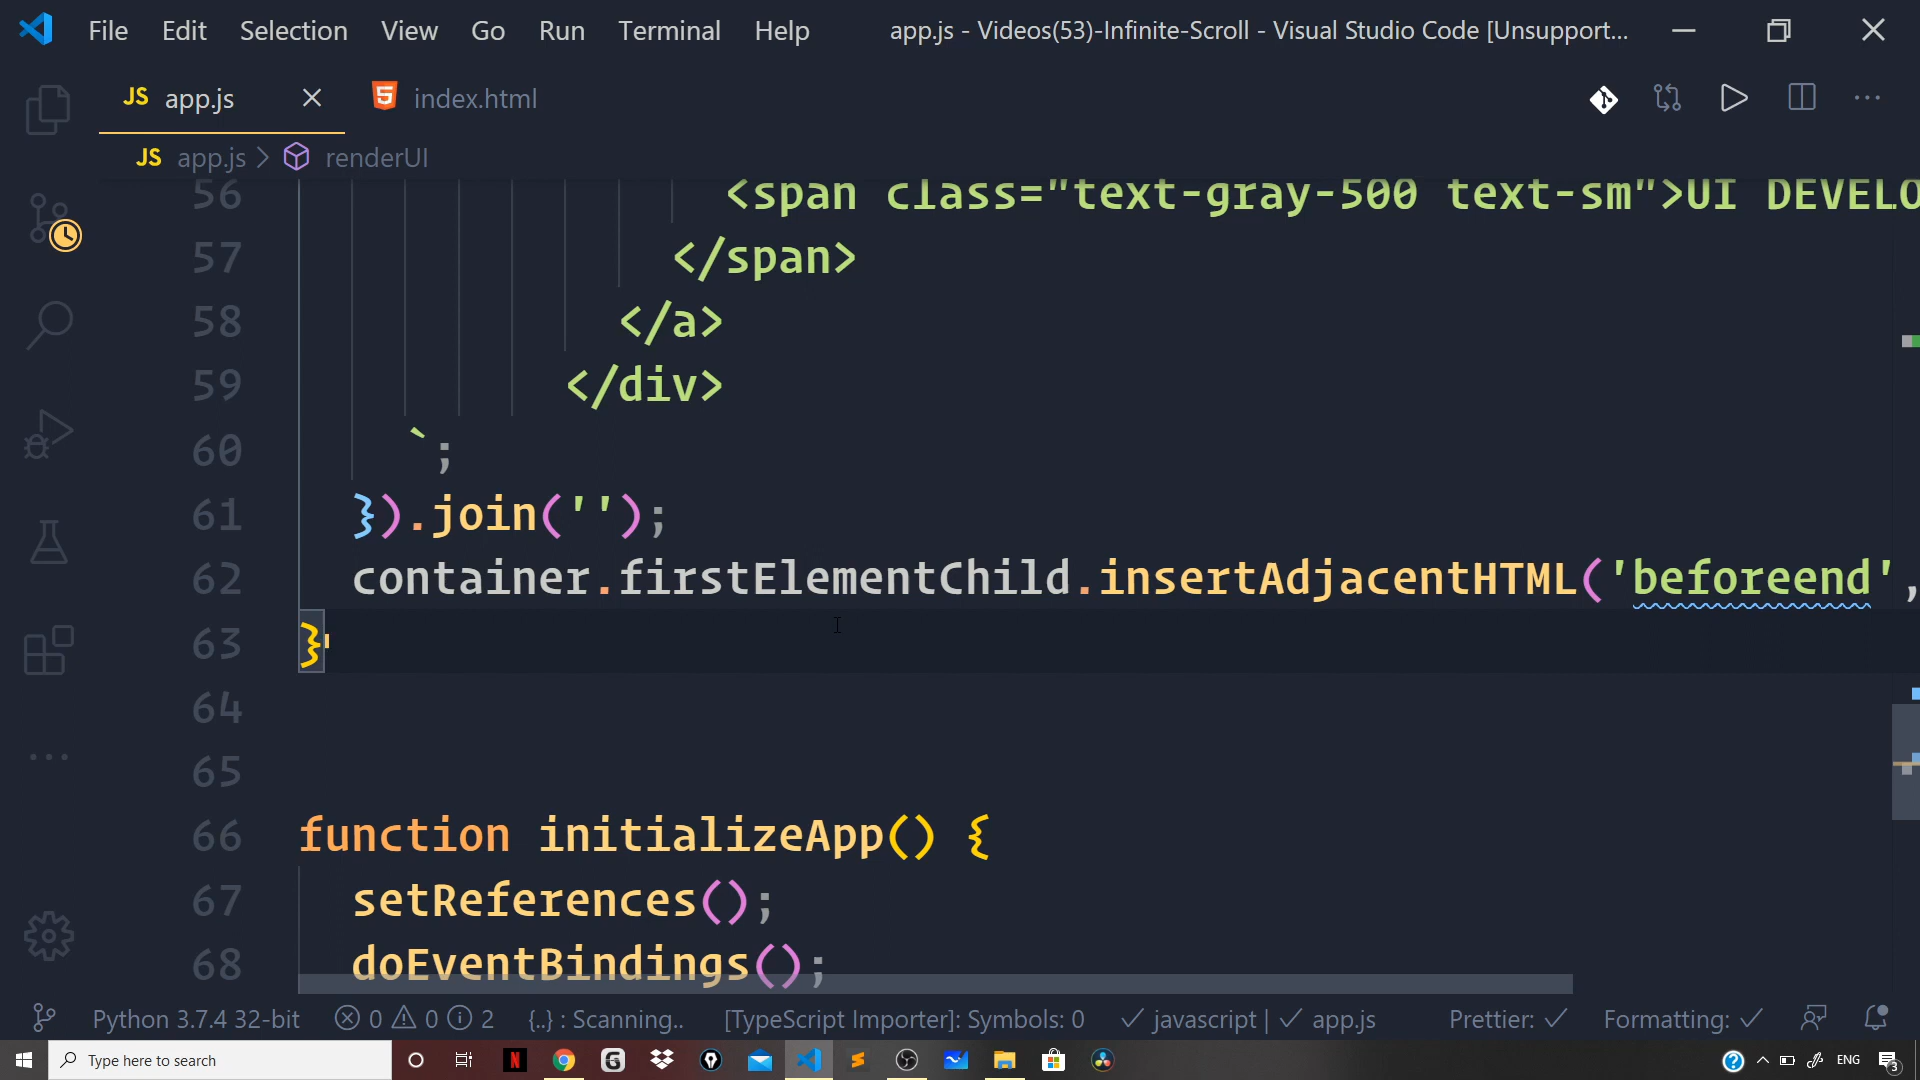 File Edit Selection View Go Run Terminal Help app.js - Videos(53)-Infinite-Scroll - Visual Studio Code [Unsupport...
JS app.js index.html
JS app.js > renderUI
56 <span class="text-gray-500 text-sm">UI DEVELO
57 </span>
58 </a>
59 </div>
60 `;
61 }).join('');
62 container.firstElementChild.insertAdjacentHTML('beforeend',
63 }
64
65
66 function initializeApp() {
67 setReferences();
68 doEventBindings();
Python 3.7.4 32-bit 0 0 2 {..} : Scanning.. [TypeScript Importer]: Symbols: 0 ✓ javascript | ✓ app.js Prettier: ✓ Formatting: ✓
Type here to search ENG 3